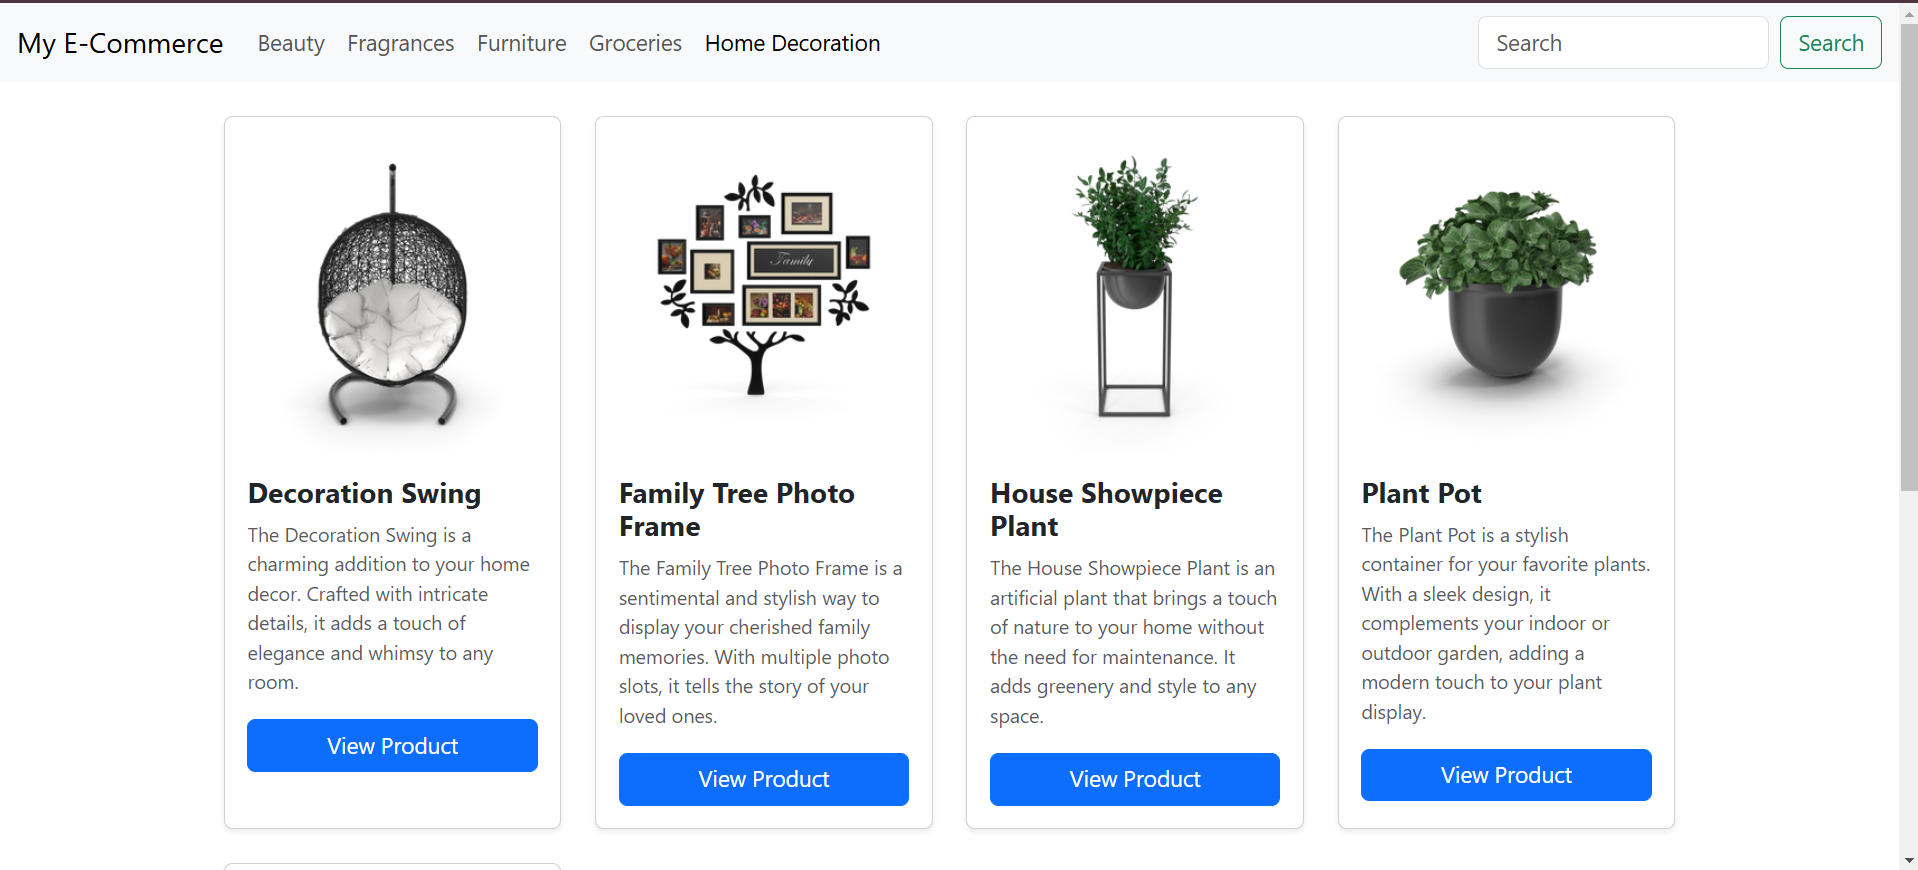 My E-Commerce Beauty Fragrances Furniture Groceries Home Decoration Search Search
Family
Decoration Swing
The Decoration Swing is a
charming addition to your home
decor. Crafted with intricate
details, it adds a touch of
elegance and whimsy to any
room.
View Product
Family Tree Photo
Frame
The Family Tree Photo Frame is a
sentimental and stylish way to
display your cherished family
memories. With multiple photo
slots, it tells the story of your
loved ones.
View Product
House Showpiece
Plant
The House Showpiece Plant is an
artificial plant that brings a touch
of nature to your home without
the need for maintenance. It
adds greenery and style to any
space.
View Product
Plant Pot
The Plant Pot is a stylish
container for your favorite plants.
With a sleek design, it
complements your indoor or
outdoor garden, adding a
modern touch to your plant
display.
View Product